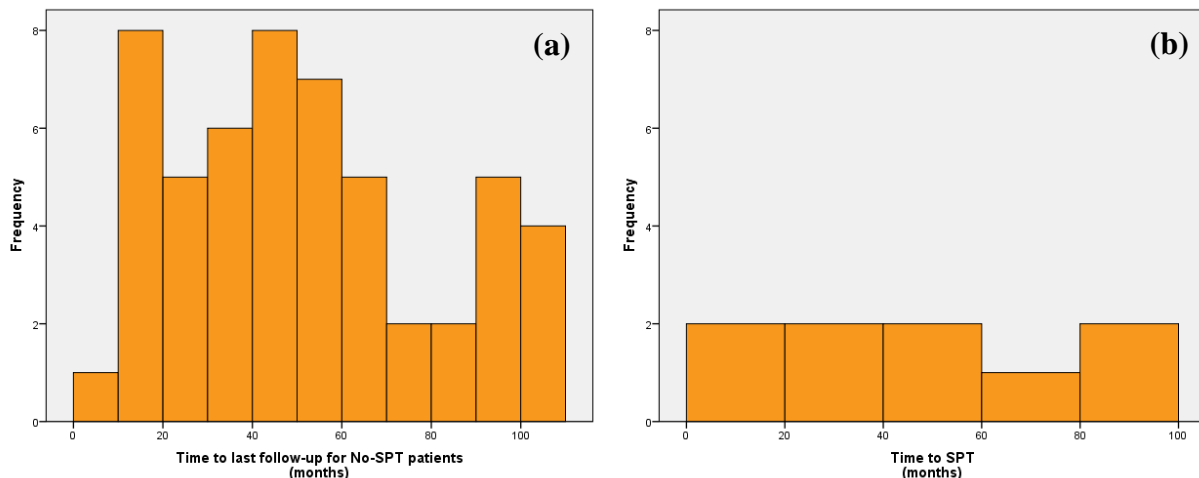 (a)
8
6
4
2
0
Frequency
0 20 40 60 80 100
Time to last follow-up for No-SPT patients
(months)
(b)
8
6
4
2
0
Frequency
0 20 40 60 80 100
Time to SPT
(months)